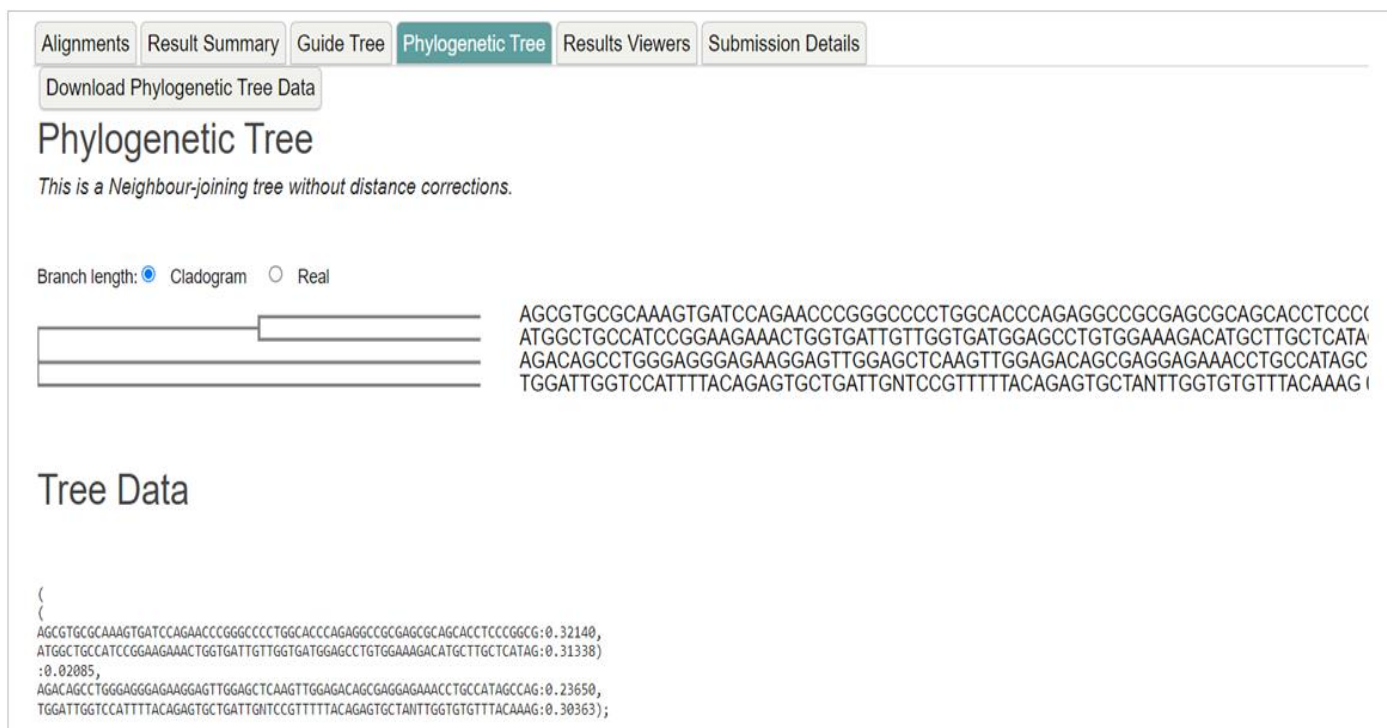 Alignments Result Summary Guide Tree Phylogenetic Tree Results Viewers Submission Details
Download Phylogenetic Tree Data
Phylogenetic Tree
This is a Neighbour-joining tree without distance corrections.
Branch length: Cladogram Real
AGCGTGCGCAAAGTGATCCAGAACCCGGGCCCCTGGCACCCAGAGGCCGCGAGCGCAGCACCTCCC
ATGGCTGCCATCCGGAAGAAACTGGTGATTGTTGGTGATGGAGCCTGTGGAAAGACATGCTTGCTCATA
AGACAGCCTGGGAGGGAGAAGGAGTTGGAGCTCAAGTTGGAGACAGCGAGGAGAAACCTGCCATAGC
TGGATTGGTCCATTTTACAGAGTGCTGATTGNTCCGTTTTTACAGAGTGCTANTTGGTGTGTTTACAAAG
Tree Data
(
(
AGCGTGCGCAAAGTGATCCAGAACCCGGGCCCCTGGCACCCAGAGGCCGCGAGCGCAGCACCTCCCGGCG:0.32140,
ATGGCTGCCATCCGGAAGAAACTGGTGATTGTTGGTGATGGAGCCTGTGGAAAGACATGCTTGCTCATAG:0.31338)
:0.02085,
AGACAGCCTGGGAGGGAGAAGGAGTTGGAGCTCAAGTTGGAGACAGCGAGGAGAAACCTGCCATAGCCAG:0.23650,
TGGATTGGTCCATTTTACAGAGTGCTGATTGNTCCGTTTTTACAGAGTGCTANTTGGTGTGTTTACAAAG:0.30363);